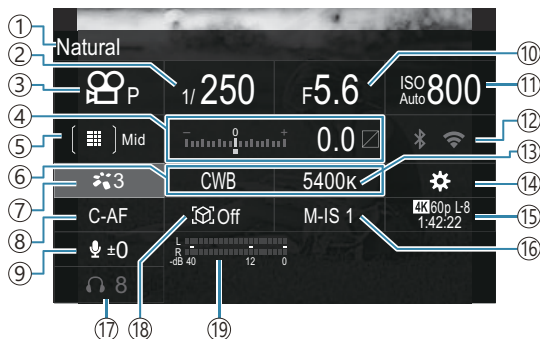 ① Natural
② ③ P 1/250 F5.6 ⑩ ISO Auto 800 ⑪
④ ⑤ Mid − 0 + 0.0 ⑫
⑥ ⑦ 3 CWB 5400K ⑬ ⑭
⑧ C-AF Off M-IS 1 4K 60p L-8 ⑮
1:42:22
⑨ ±0 L
R
-dB 40 12 0 ⑯
8
⑰ ⑱ ⑲